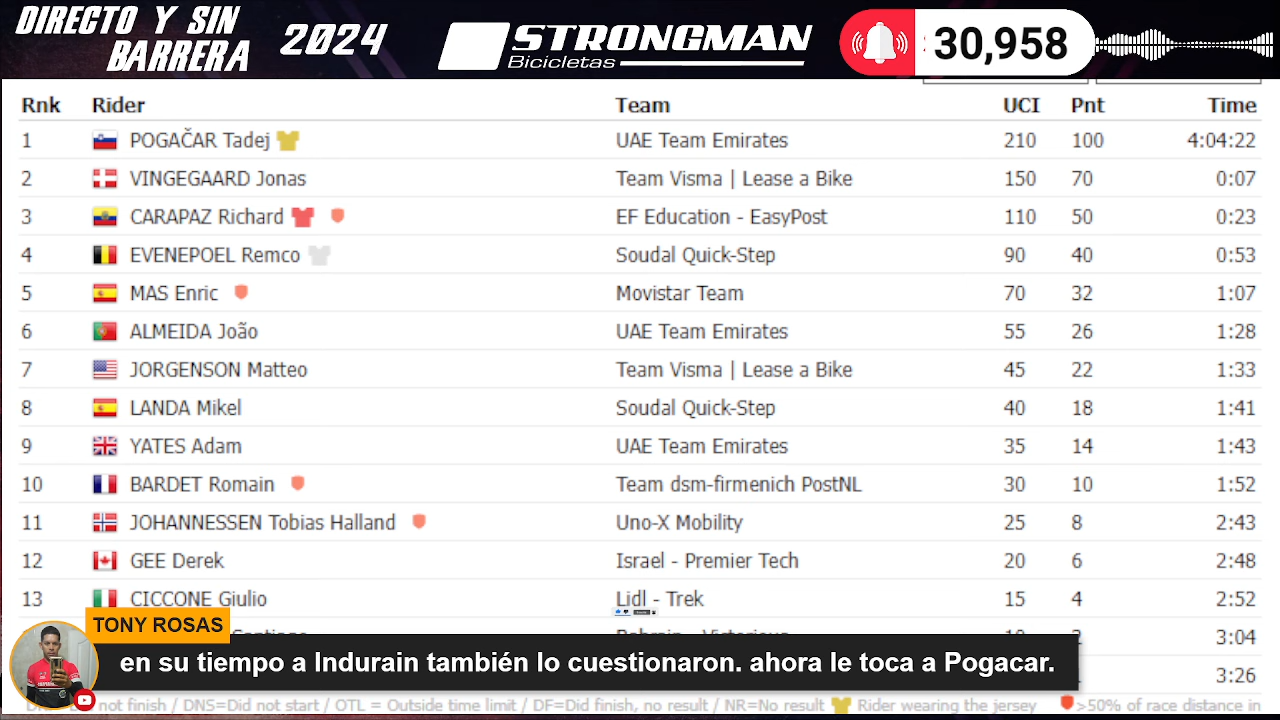 DIRECTO Y SIN BARRERA 2024
STRONGMAN
Bicicletas
30,958
Rnk Rider Team UCI Pnt Time
1 POGAČAR Tadej UAE Team Emirates 210 100 4:04:22
2 VINGEGAARD Jonas Team Visma | Lease a Bike 150 70 0:07
3 CARAPAZ Richard EF Education - EasyPost 110 50 0:23
4 EVENEPOEL Remco Soudal Quick-Step 90 40 0:53
5 MAS Enric Movistar Team 70 32 1:07
6 ALMEIDA João UAE Team Emirates 55 26 1:28
7 JORGENSON Matteo Team Visma | Lease a Bike 45 22 1:33
8 LANDA Mikel Soudal Quick-Step 40 18 1:41
9 YATES Adam UAE Team Emirates 35 14 1:43
10 BARDET Romain Team dsm-firmenich PostNL 30 10 1:52
11 JOHANNESSEN Tobias Halland Uno-X Mobility 25 8 2:43
12 GEE Derek Israel - Premier Tech 20 6 2:48
13 CICCONE Giulio Lidl - Trek 15 4 2:52
3:04
3:26
TONY ROSAS
en su tiempo a Indurain también lo cuestionaron. ahora le toca a Pogacar.
not finish / DNS=Did not start / OTL = Outside time limit / DF=Did finish, no result / NR=No result Rider wearing the jersey >50% of race distance in